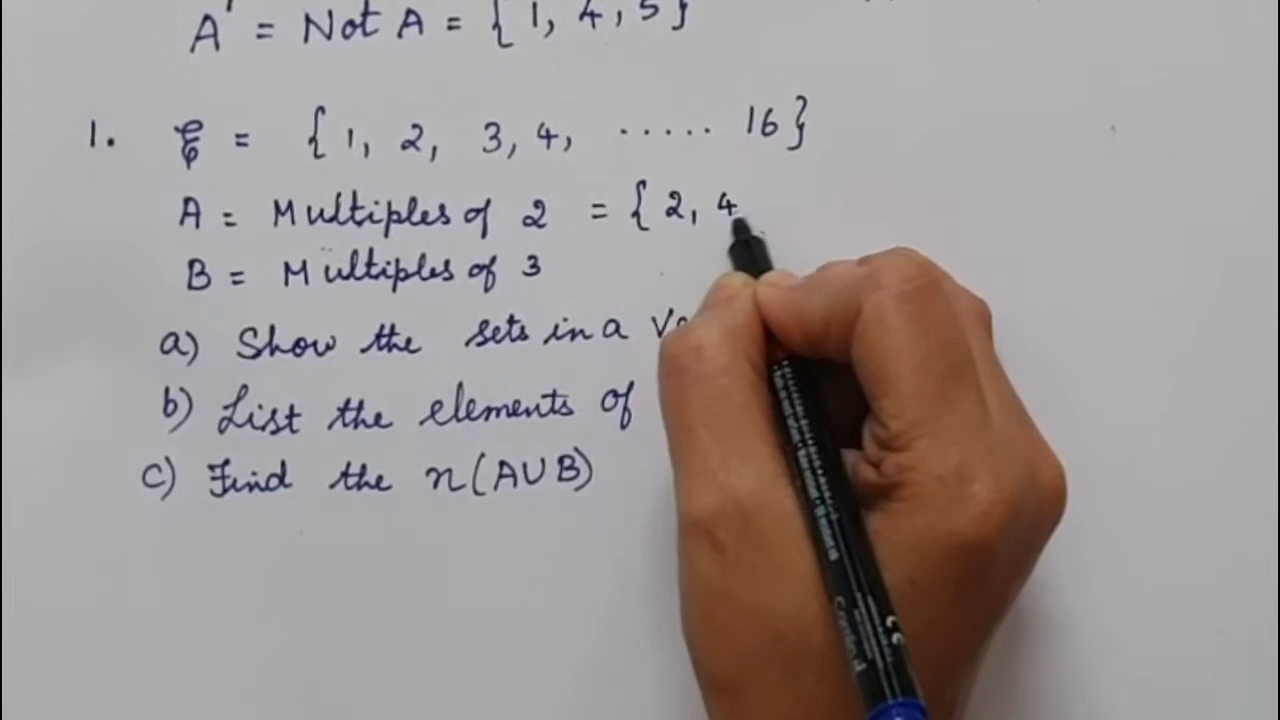 A' = Not A = { 1, 4, 5 }
1. ξ = { 1, 2, 3, 4, ..... 16 }
A = Multiples of 2 = { 2, 4
B = Multiples of 3
a) Show the sets in a
b) List the elements of
c) Find the n(A∪B)